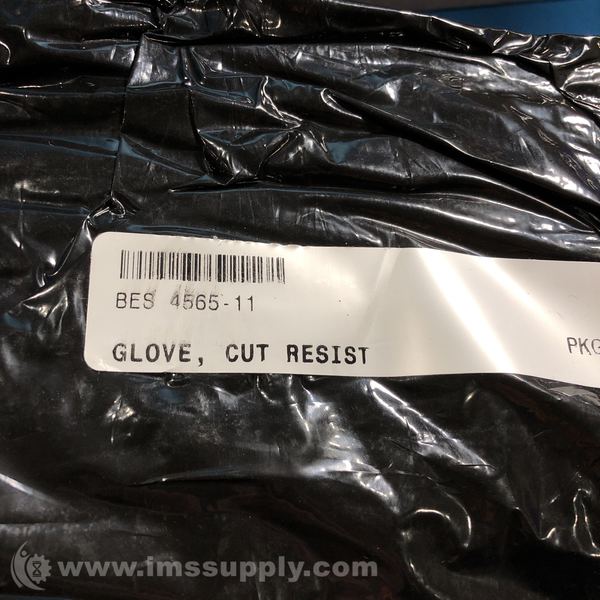 BES 4565-11
GLOVE, CUT RESIST
PKG
www.imssupply.com